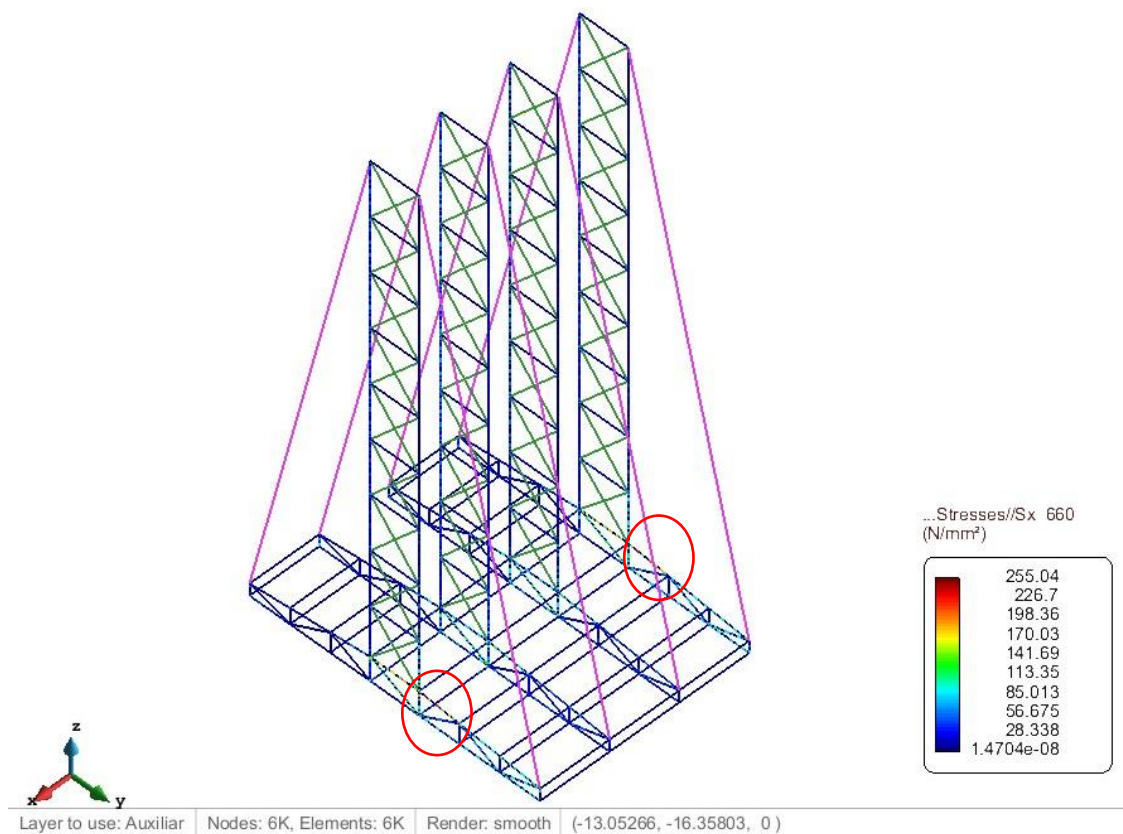 ...Stresses//Sx 660
(N/mm²)
255.04
226.7
198.36
170.03
141.69
113.35
85.013
56.675
28.338
1.4704e-08
z
x
y
Layer to use: Auxiliar Nodes: 6K, Elements: 6K Render: smooth (-13.05266, -16.35803, 0 )